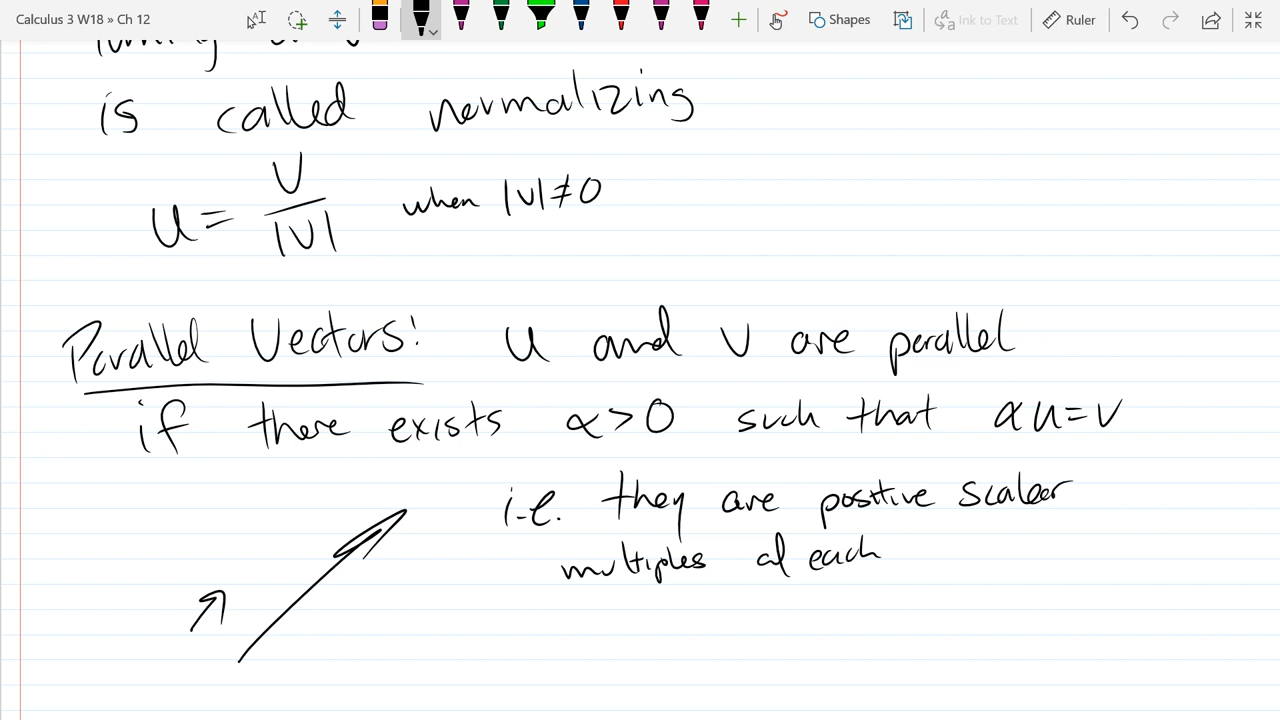 Calculus 3 W18 » Ch 12
Shapes
Ink to Text
Ruler
is called normalizing
u = v/|v| when |v| ≠ 0
Parallel Vectors: u and v are parallel
if there exists α > 0 such that αu = v
i.e. they are positive scalar
multiples of each